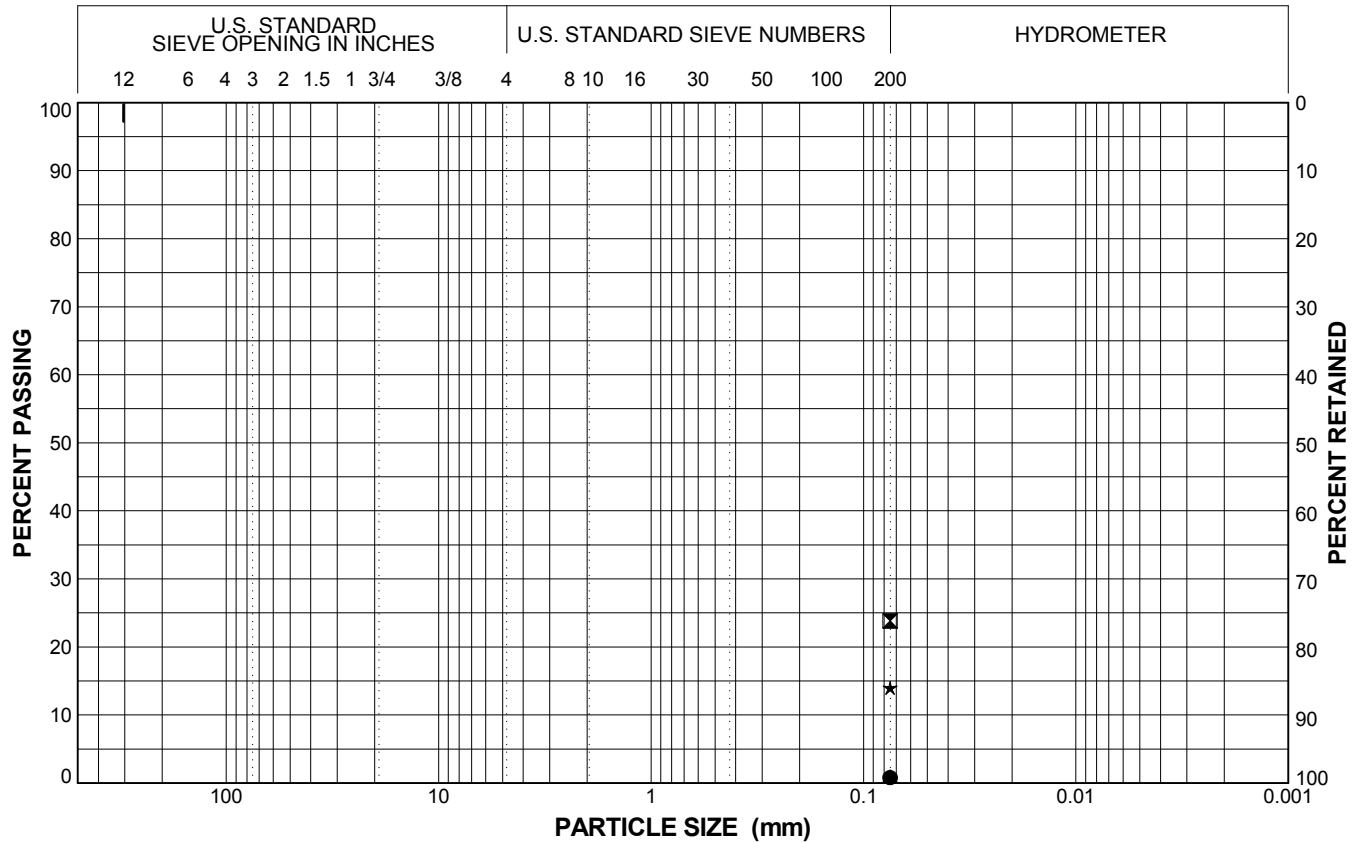 U.S. STANDARD
SIEVE OPENING IN INCHES
U.S. STANDARD SIEVE NUMBERS
HYDROMETER
12 6 4 3 2 1.5 1 3/4 3/8 4 8 10 16 30 50 100 200
100 0
90 10
80 20
70 30
60 40
50 50
40 60
30 70
20 80
10 90
0 100
PERCENT PASSING
PERCENT RETAINED
100 10 1 0.1 0.01 0.001
PARTICLE SIZE (mm)